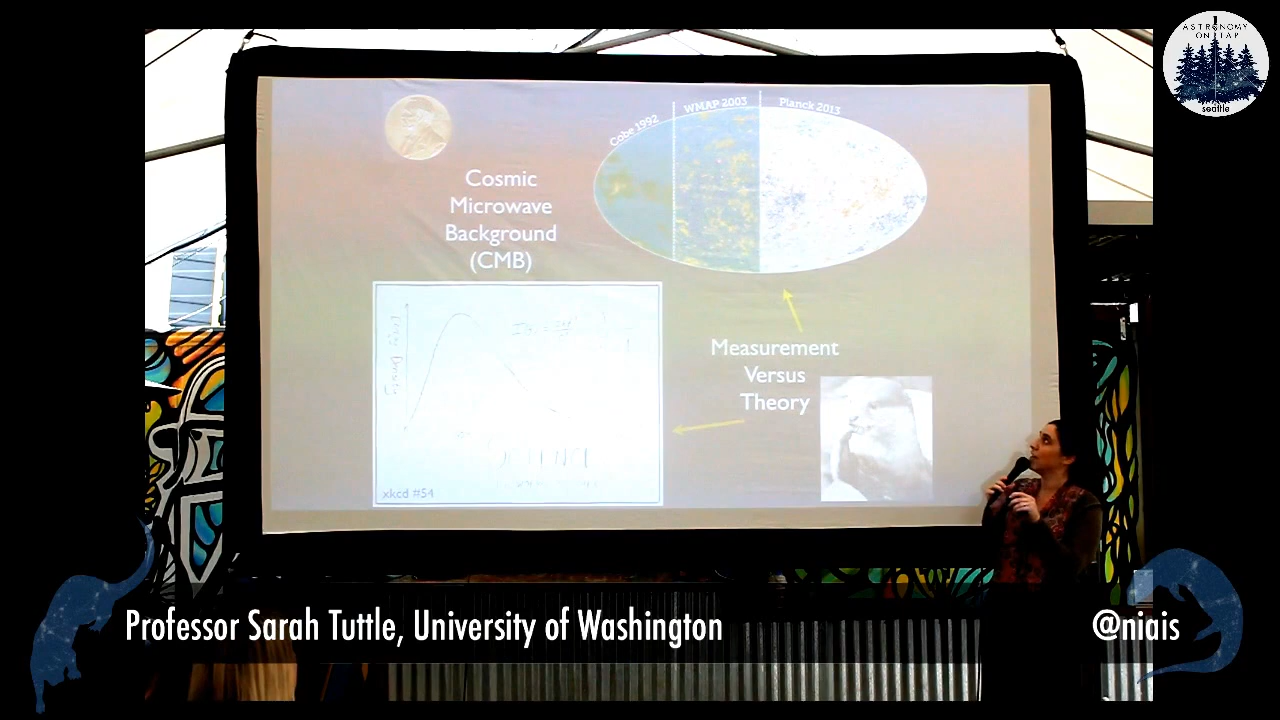 ASTRONOMY
ON TAP
seattle
Cobe 1992
WMAP 2003
Planck 2013
Cosmic
Microwave
Background
(CMB)
Measurement
Versus
Theory
xkcd #54
Professor Sarah Tuttle, University of Washington
@niais